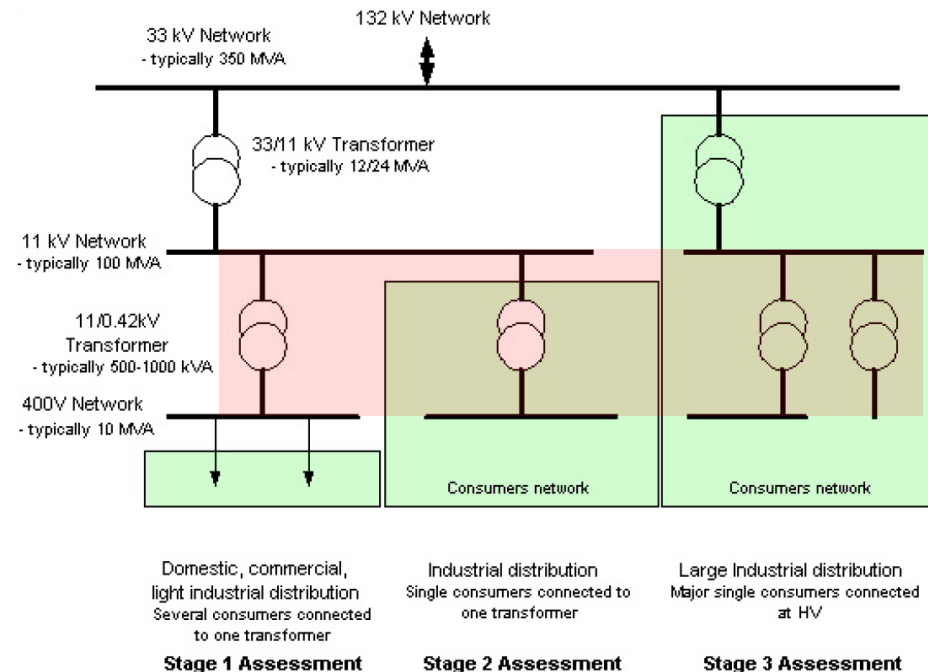 132 kV Network
33 kV Network
- typically 350 MVA
33/11 kV Transformer
- typically 12/24 MVA
11 kV Network
- typically 100 MVA
11/0.42kV
Transformer
- typically 500-1000 kVA
400V Network
- typically 10 MVA
Consumers network
Consumers network
Domestic, commercial,
light industrial distribution
Several consumers connected
to one transformer
Stage 1 Assessment
Industrial distribution
Single consumers connected to
one transformer
Stage 2 Assessment
Large Industrial distribution
Major single consumers connected
at HV
Stage 3 Assessment